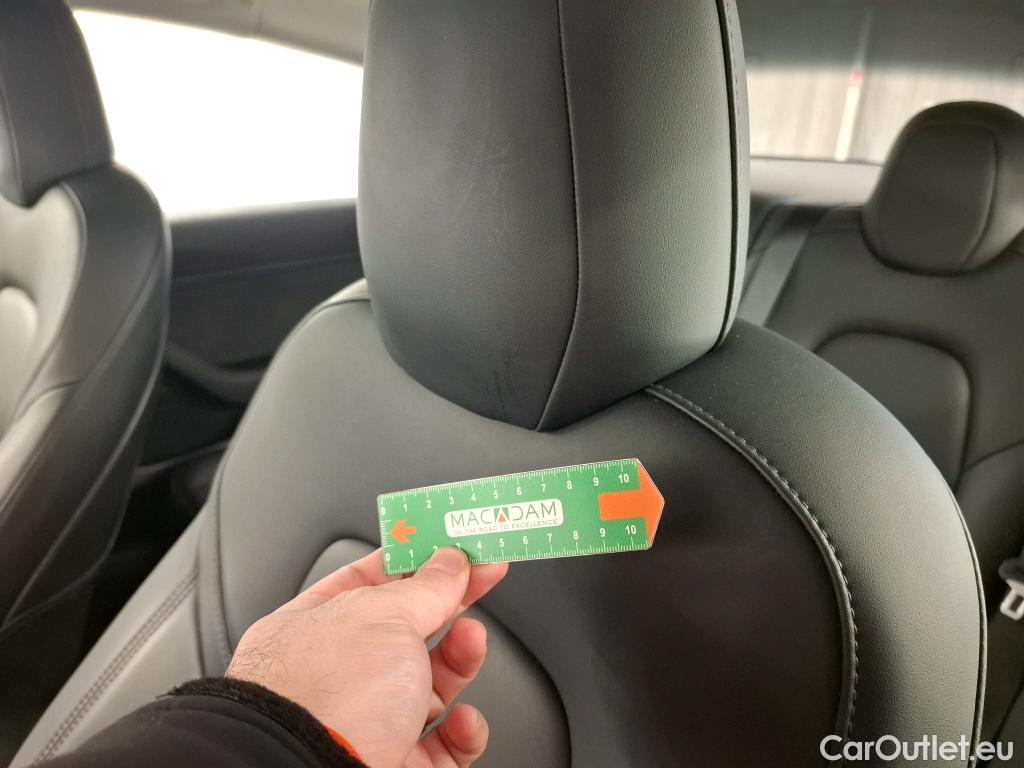 0 1 2 3 4 5 6 7 8 9 10
MACADAM
ON THE ROAD TO EXCELLENCE
0 1 2 3 4 5 6 7 8 9 10
CarOutlet.eu